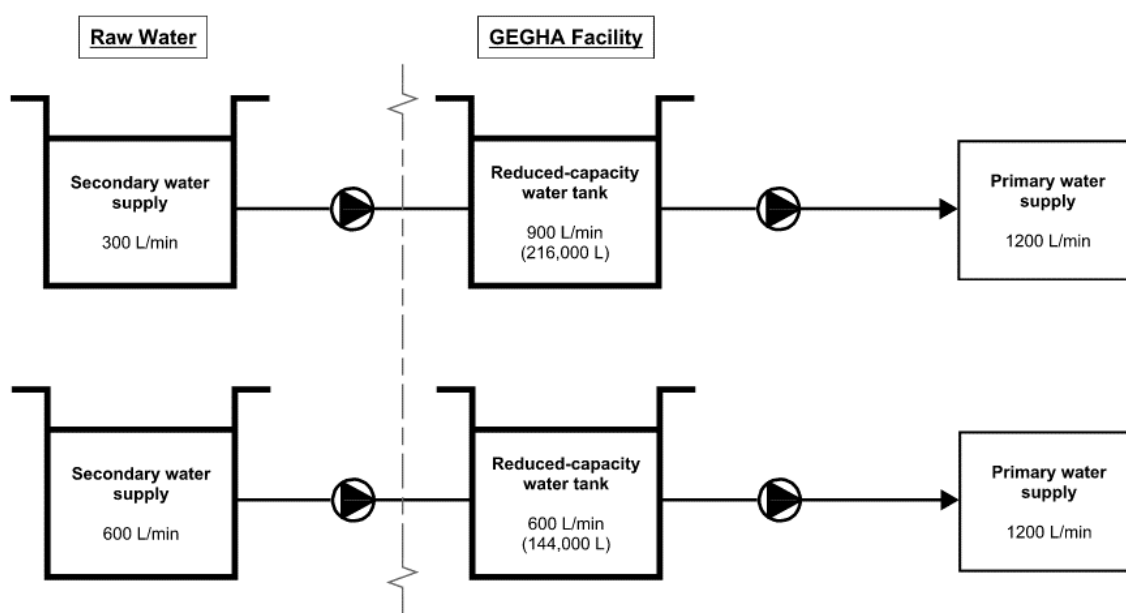 Raw Water
GEGHA Facility
Secondary water
supply
300 L/min
Reduced-capacity
water tank
900 L/min
(216,000 L)
Primary water
supply
1200 L/min
Secondary water
supply
600 L/min
Reduced-capacity
water tank
600 L/min
(144,000 L)
Primary water
supply
1200 L/min